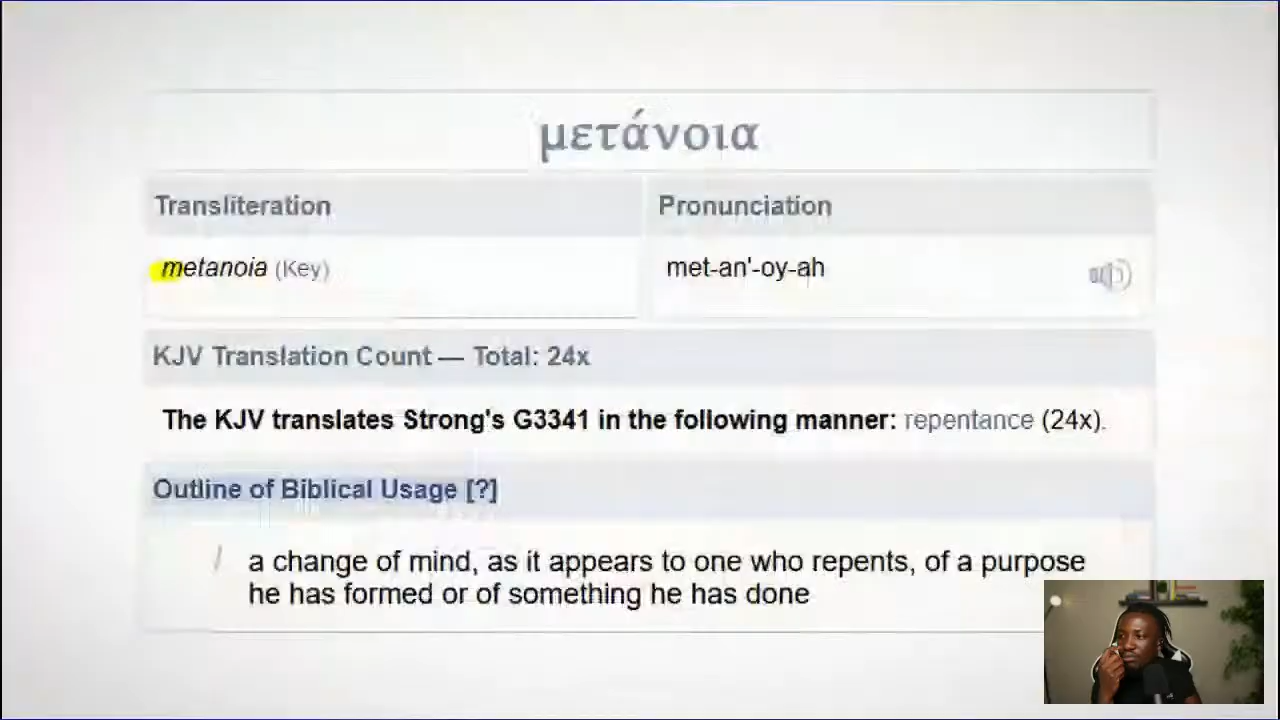 μετάνοια
Transliteration
Pronunciation
metanoia (Key)
met-an'-oy-ah
KJV Translation Count — Total: 24x
The KJV translates Strong's G3341 in the following manner: repentance (24x).
Outline of Biblical Usage [?]
a change of mind, as it appears to one who repents, of a purpose
he has formed or of something he has done